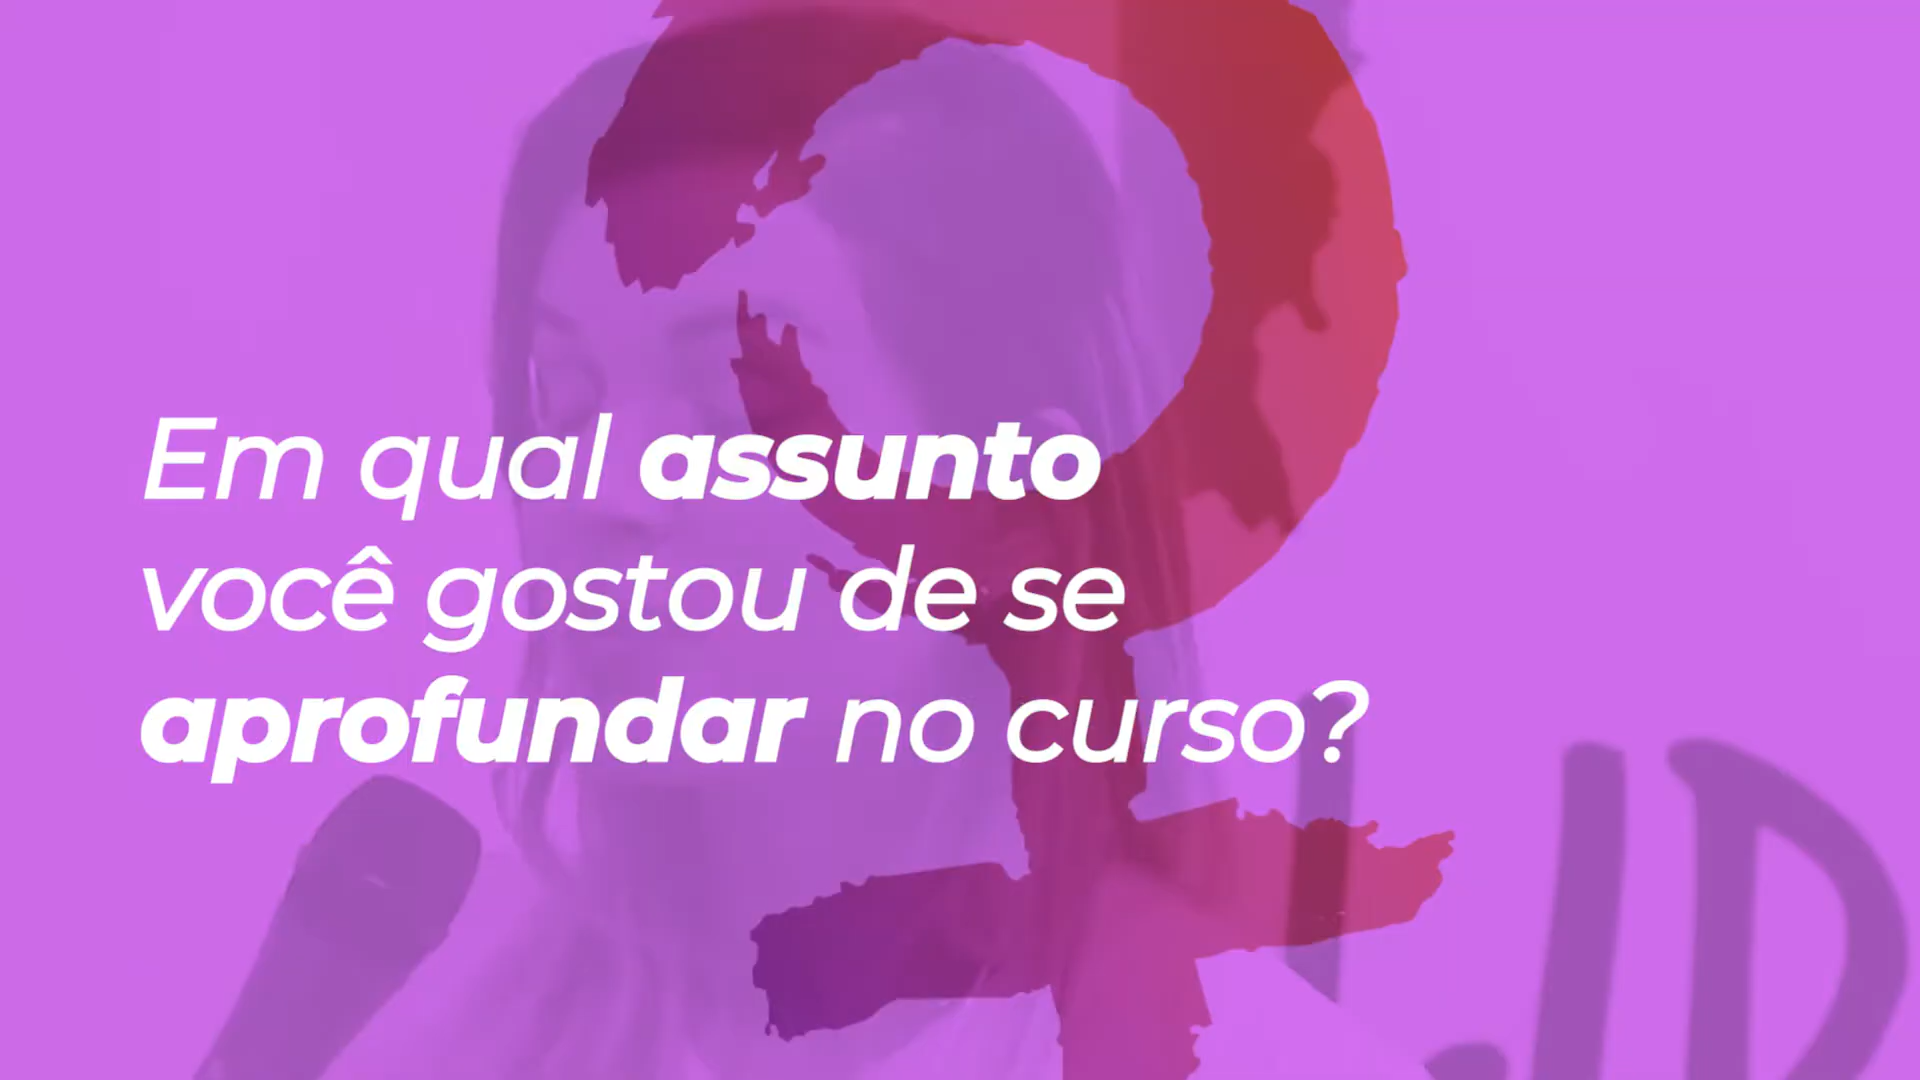 Em qual assunto
você gostou de se
aprofundar no curso?